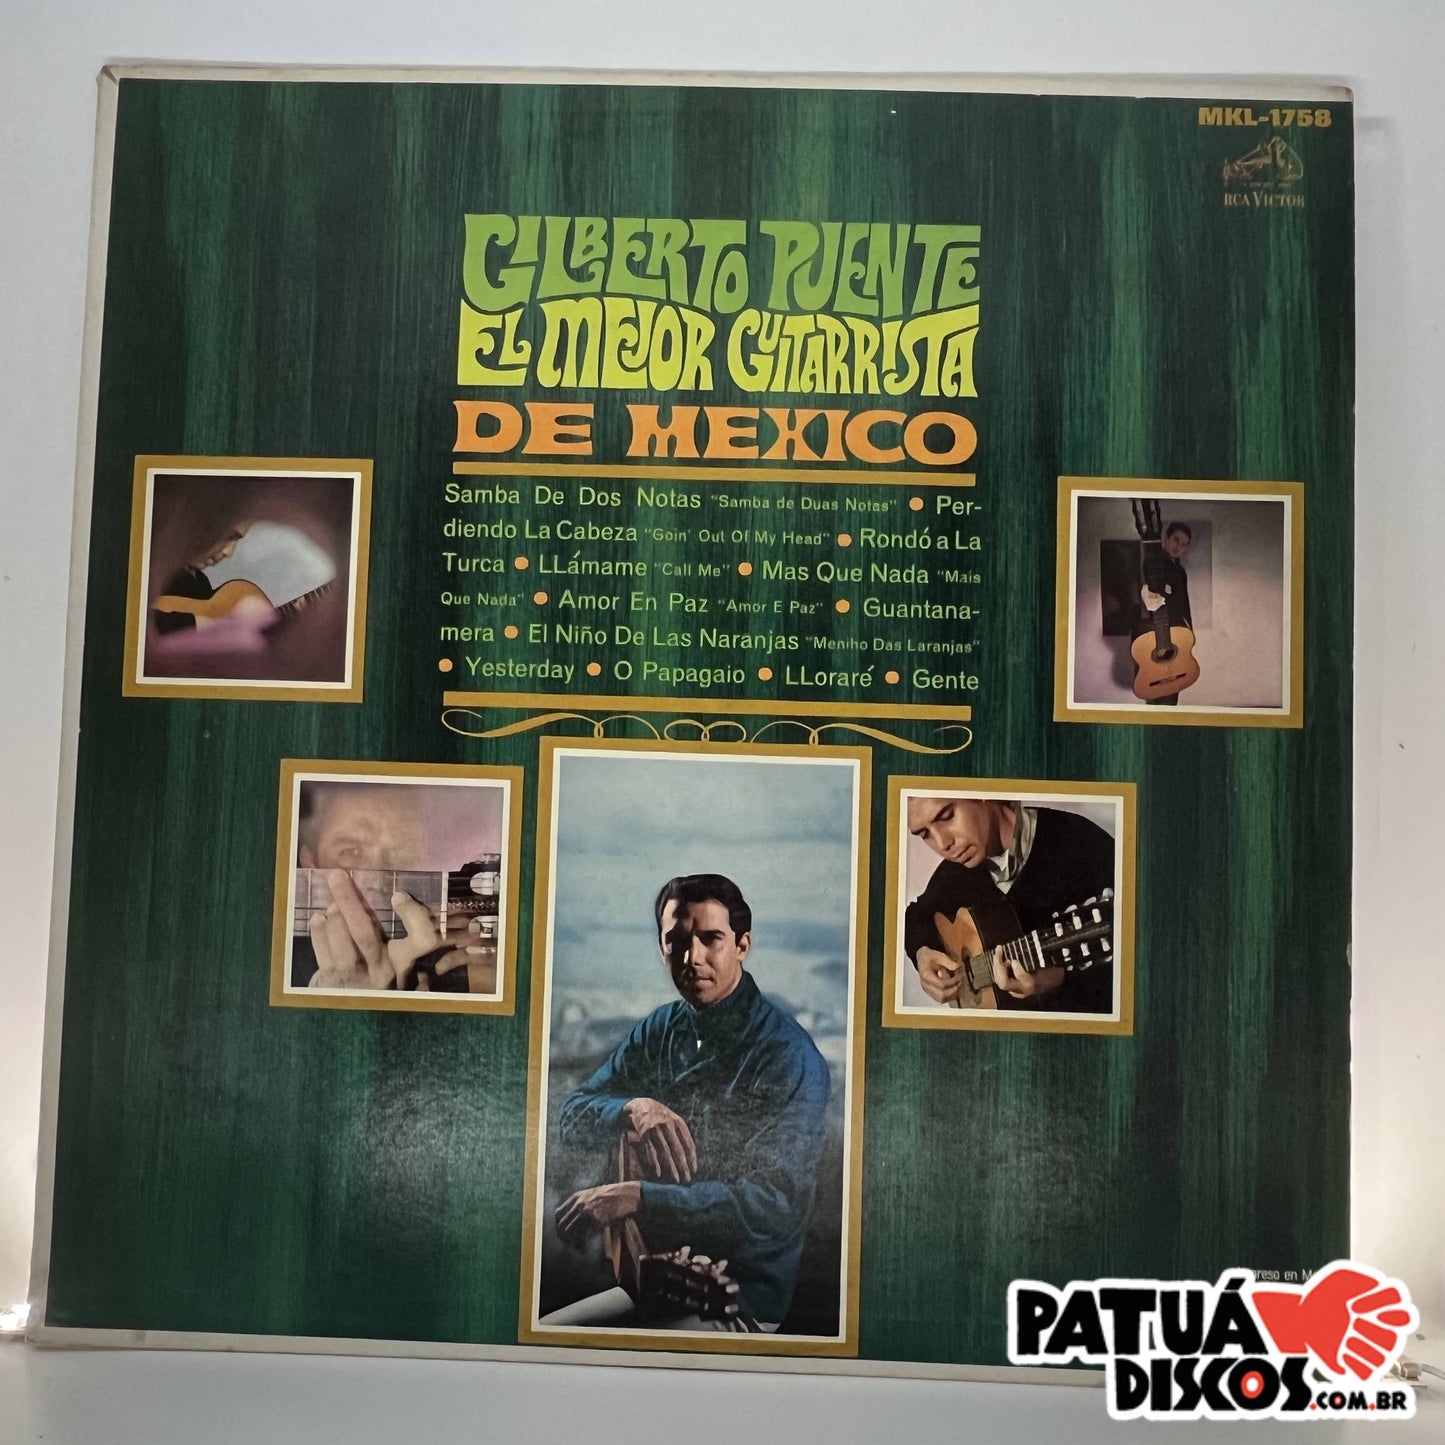 MKL-1758
RCA VICTOR
GILBERTO PUENTE
EL MEJOR GUITARRISTA
DE MEXICO
Samba De Dos Notas "Samba de Duas Notas" • Per-
diendo La Cabeza "Goin' Out Of My Head" • Rondó a La
Turca • LLámame "Call Me" • Mas Que Nada "Mais
Que Nada" • Amor En Paz "Amor E Paz" • Guantana-
mera • El Niño De Las Naranjas "Meniho Das Laranjas"
• Yesterday • O Papagaio • LLoraré • Gente
en
PATUÁ
DISCOS.COM.BR